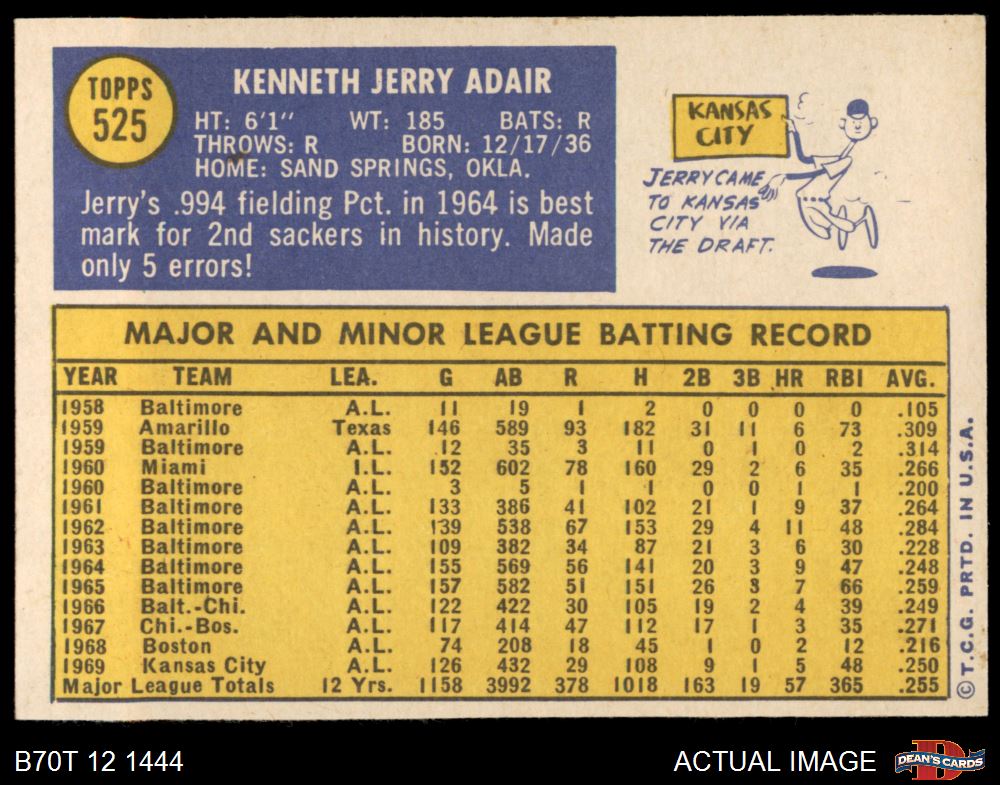 TOPPS
525
KENNETH JERRY ADAIR
HT: 6'1" WT: 185 BATS: R
THROWS: R BORN: 12/17/36
HOME: SAND SPRINGS, OKLA.
Jerry's .994 fielding Pct. in 1964 is best
mark for 2nd sackers in history. Made
only 5 errors!
KANSAS
CITY
JERRY CAME
TO KANSAS
CITY VIA
THE DRAFT.
MAJOR AND MINOR LEAGUE BATTING RECORD
YEAR TEAM LEA. G AB R H 2B 3B HR RBI AVG.
1958 Baltimore A.L. 11 19 1 2 0 0 0 0 .105
1959 Amarillo Texas 146 589 93 182 31 11 6 73 .309
1959 Baltimore A.L. 12 35 3 11 0 1 0 2 .314
1960 Miami I.L. 152 602 78 160 29 2 6 35 .266
1960 Baltimore A.L. 3 5 1 1 0 0 1 1 .200
1961 Baltimore A.L. 133 386 41 102 21 1 9 37 .264
1962 Baltimore A.L. 139 538 67 153 29 4 11 48 .284
1963 Baltimore A.L. 109 382 34 87 21 3 6 30 .228
1964 Baltimore A.L. 155 569 56 141 20 3 9 47 .248
1965 Baltimore A.L. 157 582 51 151 26 3 7 66 .259
1966 Balt.-Chi. A.L. 122 422 30 105 19 2 4 39 .249
1967 Chi.-Bos. A.L. 117 414 47 112 17 1 3 35 .271
1968 Boston A.L. 74 208 18 45 1 0 2 12 .216
1969 Kansas City A.L. 126 432 29 108 9 1 5 48 .250
Major League Totals 12 Yrs. 1158 3992 378 1018 163 19 57 365 .255
© T.C.G. PRTD. IN U.S.A.
B70T 12 1444
ACTUAL IMAGE
D
DEAN'S CARDS